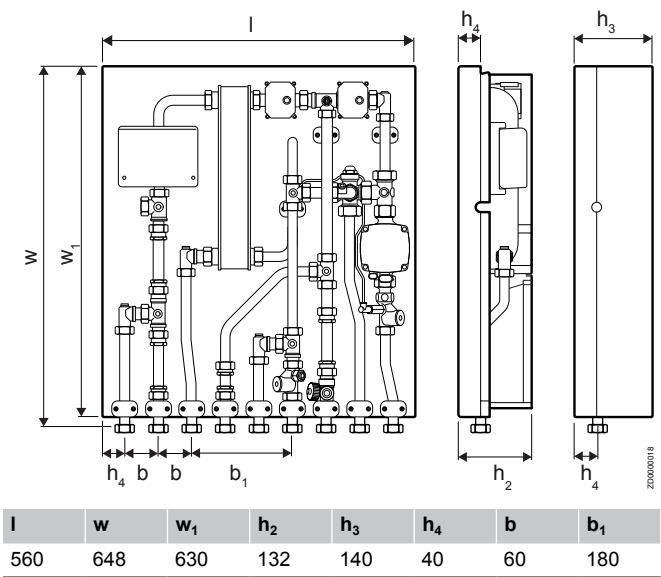 l
h₄
h₃
w
w₁
h₄
b
b
b₁
h₂
h₄
ZD0000018
l w w₁ h₂ h₃ h₄ b b₁
560 648 630 132 140 40 60 180